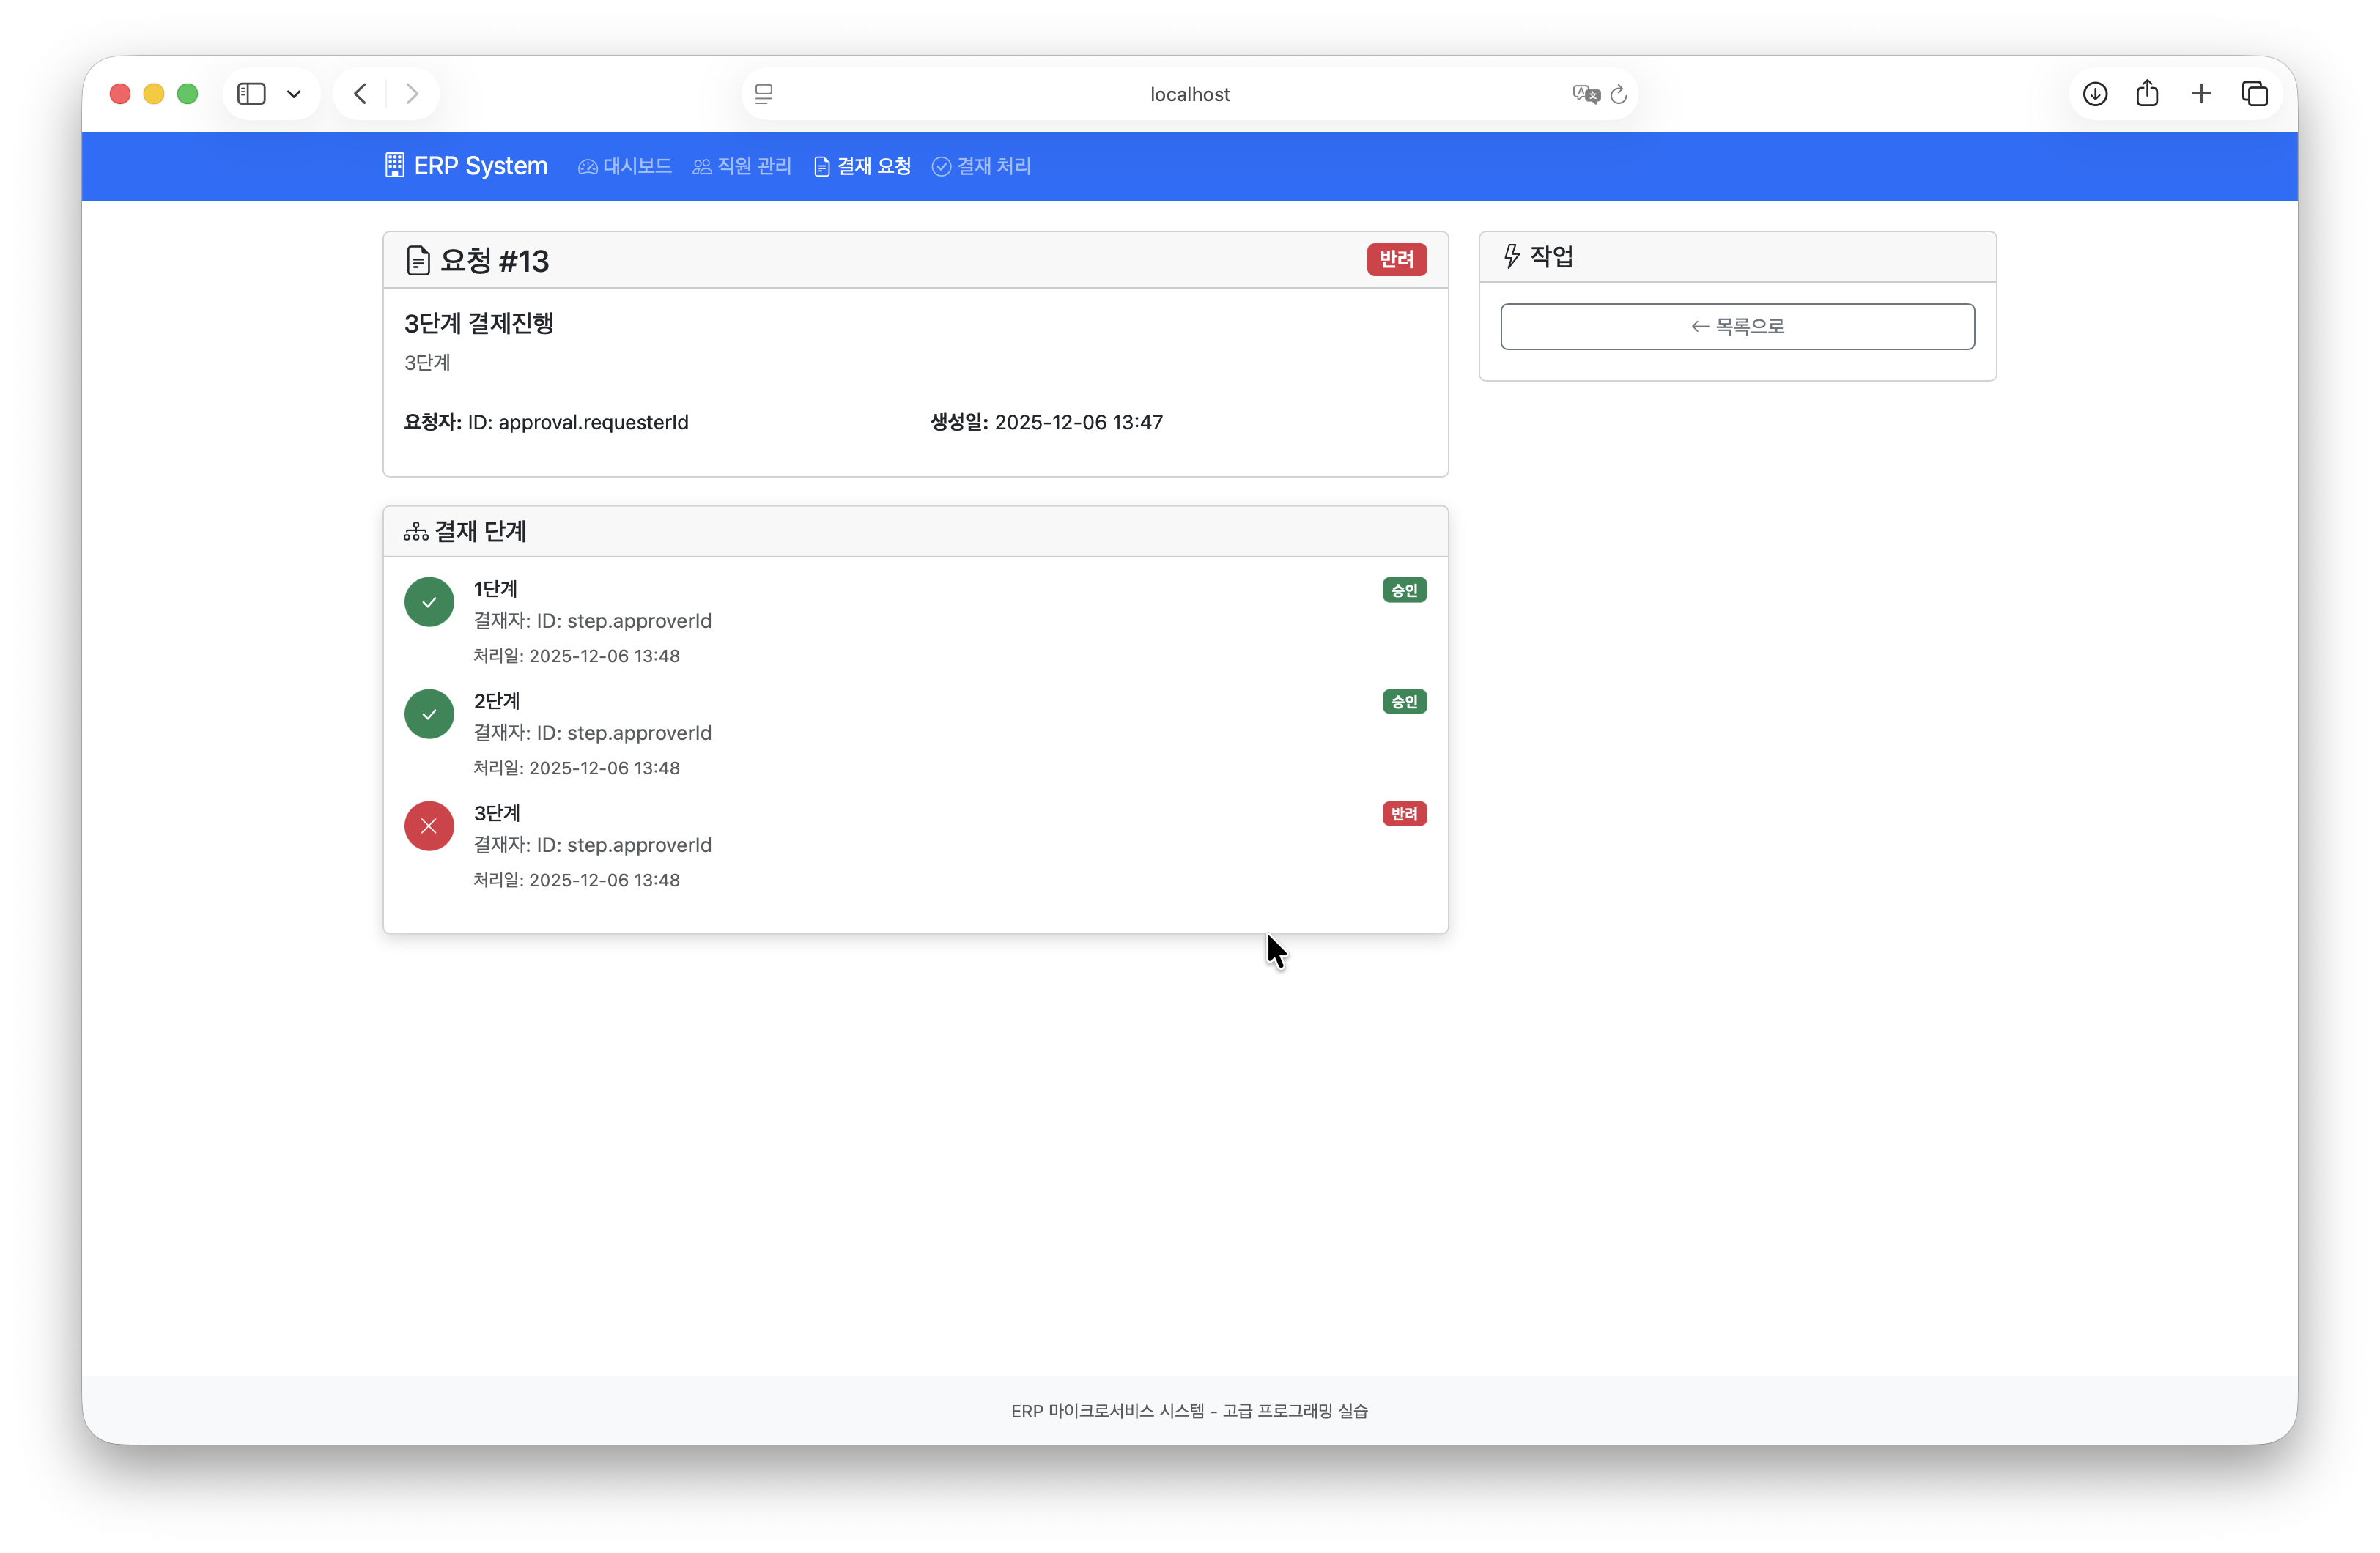 localhost
ERP System 대시보드 직원 관리 결재 요청 결재 처리
요청 #13 반려
3단계 결제진행
3단계
요청자: ID: approval.requesterId 생성일: 2025-12-06 13:47
작업
← 목록으로
결재 단계
1단계 승인
결재자: ID: step.approverId
처리일: 2025-12-06 13:48
2단계 승인
결재자: ID: step.approverId
처리일: 2025-12-06 13:48
3단계 반려
결재자: ID: step.approverId
처리일: 2025-12-06 13:48
ERP 마이크로서비스 시스템 - 고급 프로그래밍 실습